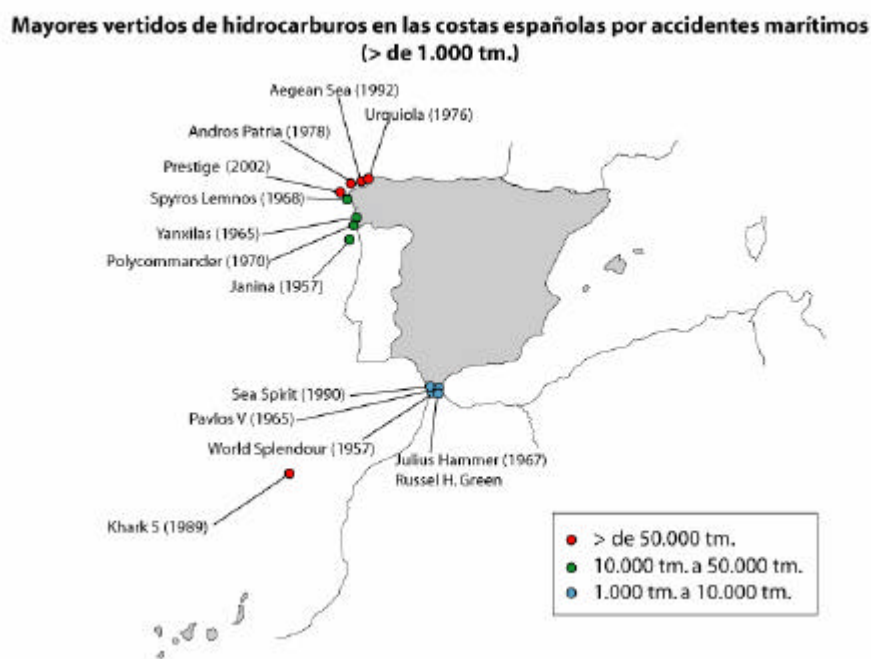 Mayores vertidos de hidrocarburos en las costas españolas por accidentes marítimos
(> de 1.000 tm.)
Aegean Sea (1992)
Urquiola (1976)
Andros Patria (1978)
Prestige (2002)
Spyros Lemnos (1968)
Yanxilas (1965)
Polycommander (1970)
Janina (1957]
Sea Spirit (1990)
Pavlos V (1965)
World Splendour (1957)
Julius Hammer (1967)
Russel H. Green
Khark 5 (1989)
> de 50.000 tm.
10.000 tm. a 50.000 tm.
1.000 tm. a 10.000 tm.